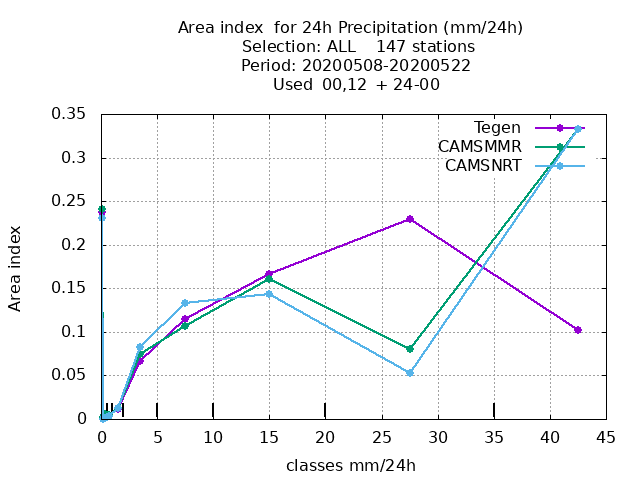 Area index  for 24h Precipitation (mm/24h)
Selection: ALL    147 stations
Period: 20200508-20200522
Used  00,12  + 24-00
Tegen
CAMSMMR
CAMSNRT
0.35
0.3
0.25
0.2
0.15
0.1
0.05
0
Area index
0 5 10 15 20 25 30 35 40 45
classes mm/24h